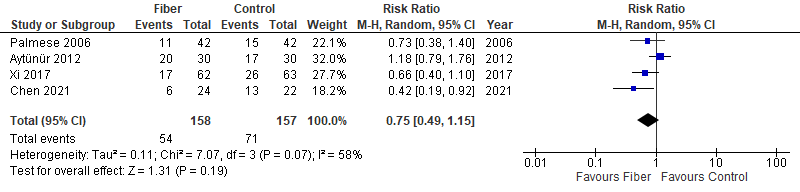 Fiber Control Risk Ratio Risk Ratio
Study or Subgroup Events Total Events Total Weight M-H, Random, 95% CI Year M-H, Random, 95% CI
Palmese 2006 11 42 15 42 22.1% 0.73 [0.38, 1.40] 2006
Aytünür 2012 20 30 17 30 32.0% 1.18 [0.79, 1.76] 2012
Xi 2017 17 62 26 63 27.7% 0.66 [0.40, 1.10] 2017
Chen 2021 6 24 13 22 18.2% 0.42 [0.19, 0.92] 2021
Total (95% CI) 158 157 100.0% 0.75 [0.49, 1.15]
Total events 54 71
Heterogeneity: Tau² = 0.11; Chi² = 7.07, df = 3 (P = 0.07); I² = 58%
Test for overall effect: Z = 1.31 (P = 0.19)
0.01 0.1 1 10 100
Favours Fiber Favours Control